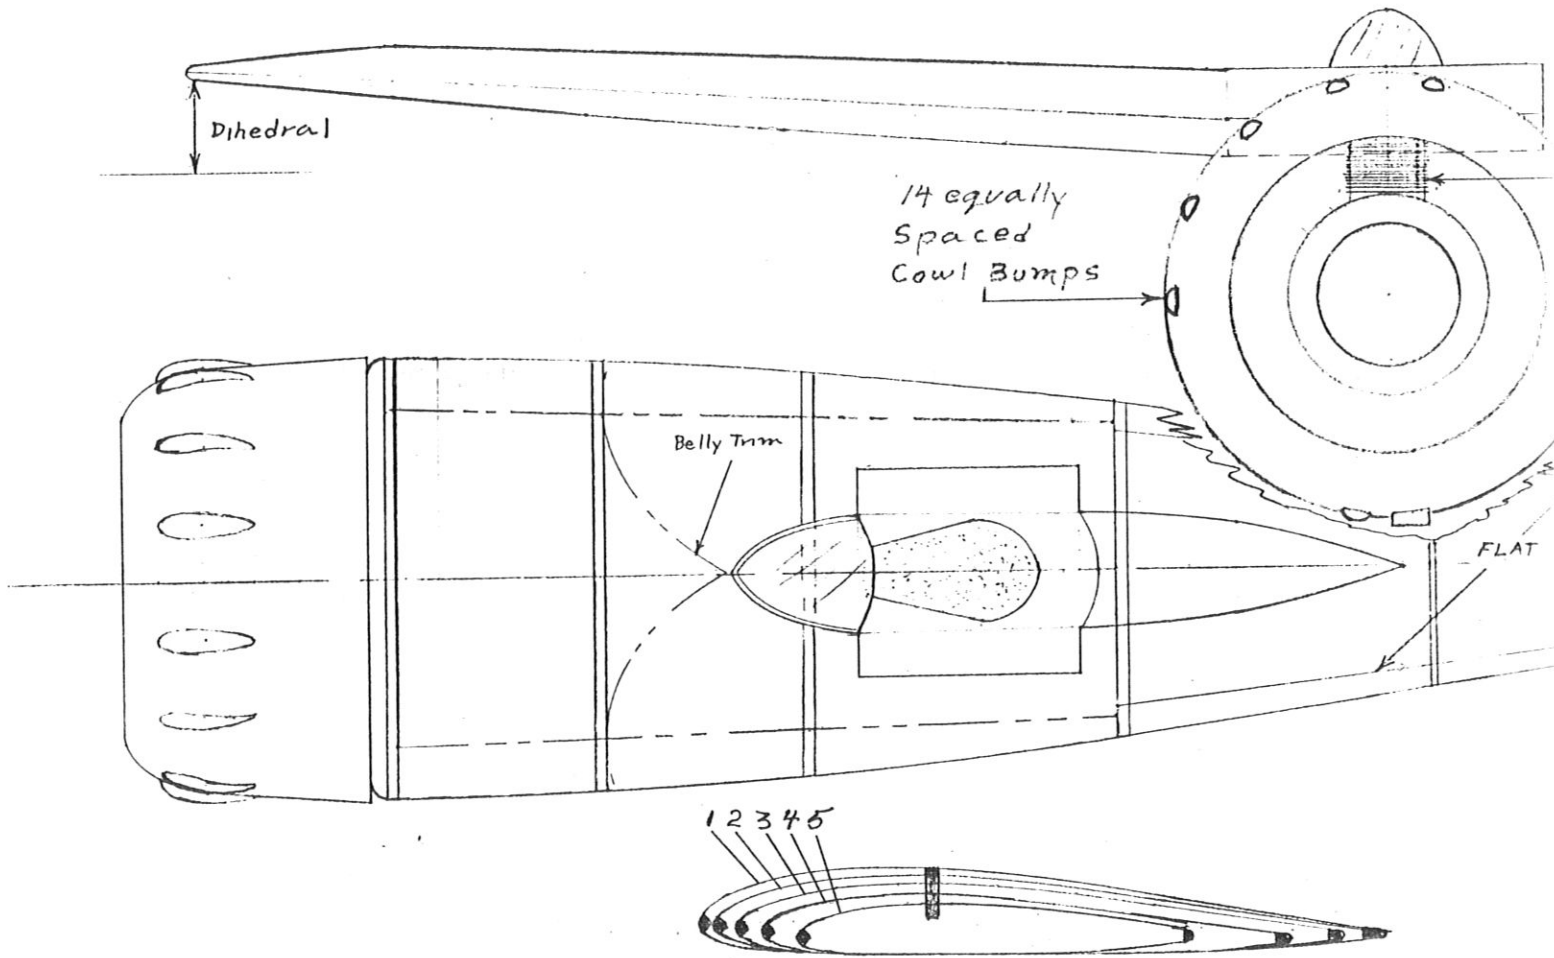 Dihedral
14 equally
Spaced
Cowl Bumps
Belly Trim
FLAT
1 2 3 4 5